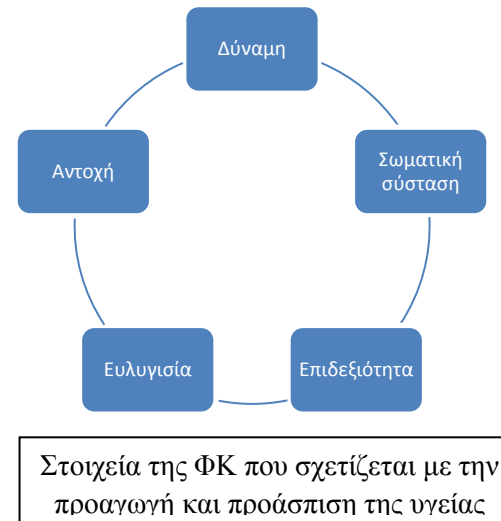 Δύναμη
Σωματική
σύσταση
Επιδεξιότητα
Ευλυγισία
Αντοχή
Στοιχεία της ΦΚ που σχετίζεται με την
προαγωγή και προάσπιση της υγείας